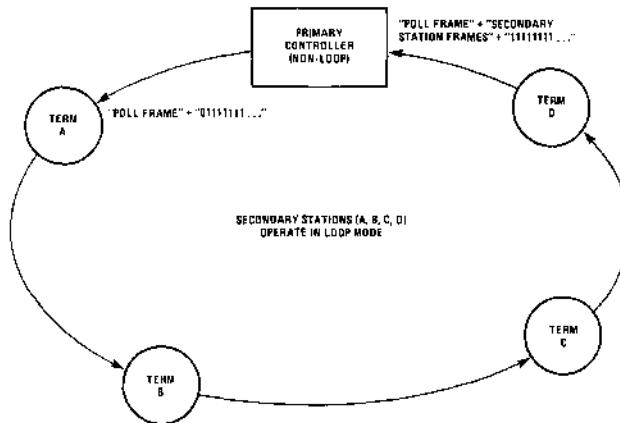 PRIMARY
CONTROLLER
(NON-LOOP)
"POLL FRAME" + "SECONDARY
STATION FRAMES" + "11111111 ..."
TERM
A
"POLL FRAME" + "01111111 ..."
TERM
D
SECONDARY STATIONS (A, B, C, D)
OPERATE IN LOOP MODE
TERM
C
TERM
B